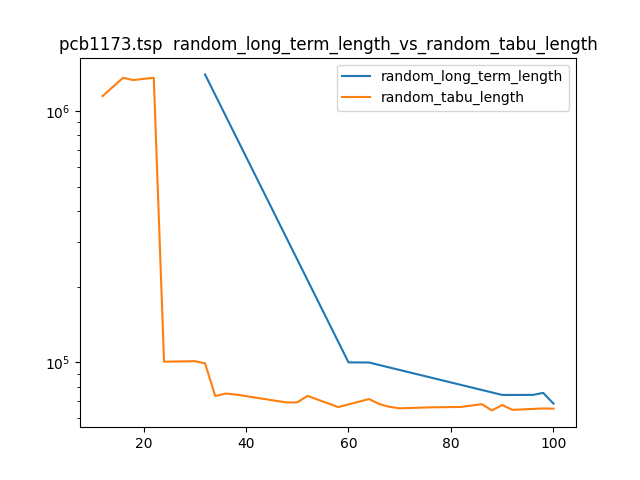 pcb1173.tsp  random_long_term_length_vs_random_tabu_length
random_long_term_length
random_tabu_length
10⁶
10⁵
20 40 60 80 100